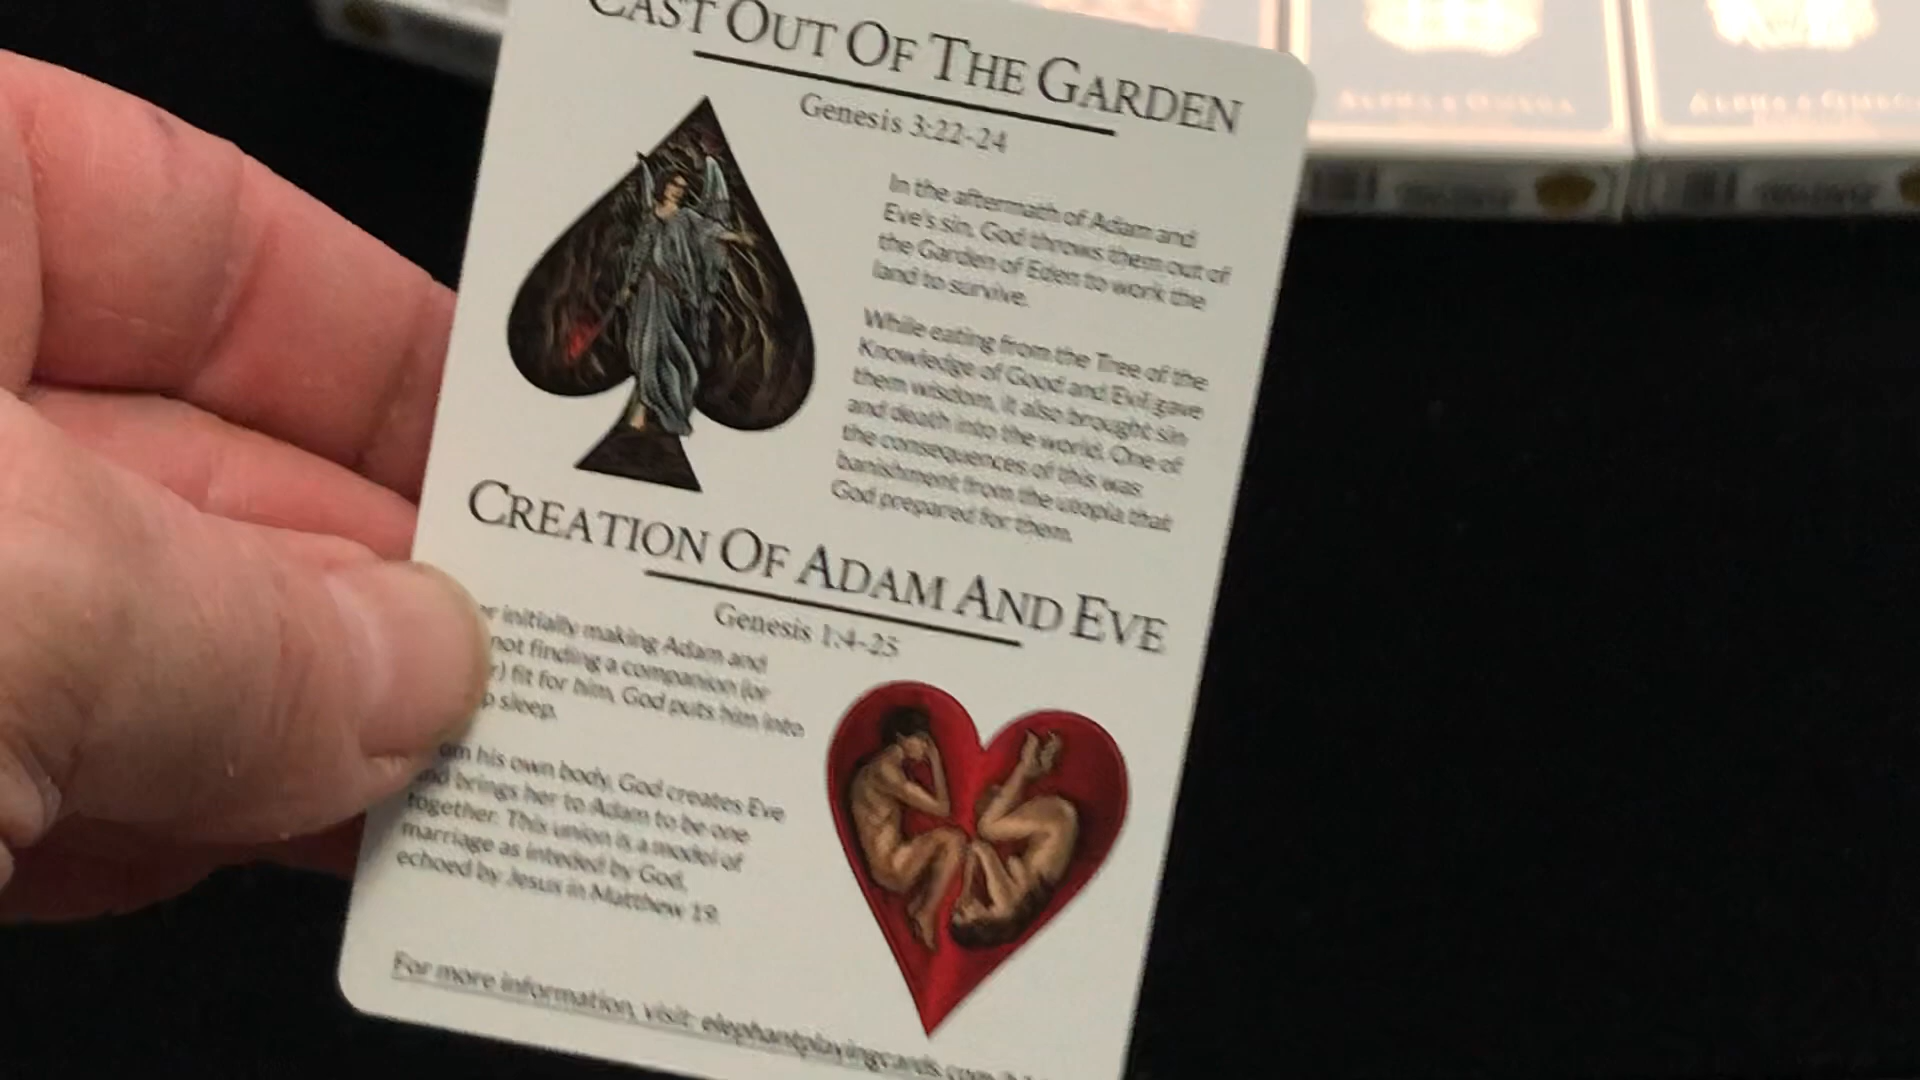 CAST OUT OF THE GARDEN
Genesis 3:22-24
In the aftermath of Adam and
Eve's sin, God throws them out of
the Garden of Eden to work the
land to survive.
While eating from the Tree of the
Knowledge of Good and Evil gave
them wisdom, it also brought sin
and death into the world. One of
the consequences of this was
banishment from the utopia that
God prepared for them.
CREATION OF ADAM AND EVE
Genesis 1:4-25
initially making Adam and
not finding a companion (or
r) fit for him, God puts him into
sleep.
his own body, God creates Eve
and brings her to Adam to be one
together. This union is a model of
marriage as inteded by God,
echoed by Jesus in Matthew 19.
For more information, visit: elephantplayingcards.com
ALPHA & OMEGA
ALPHA & OMEGA